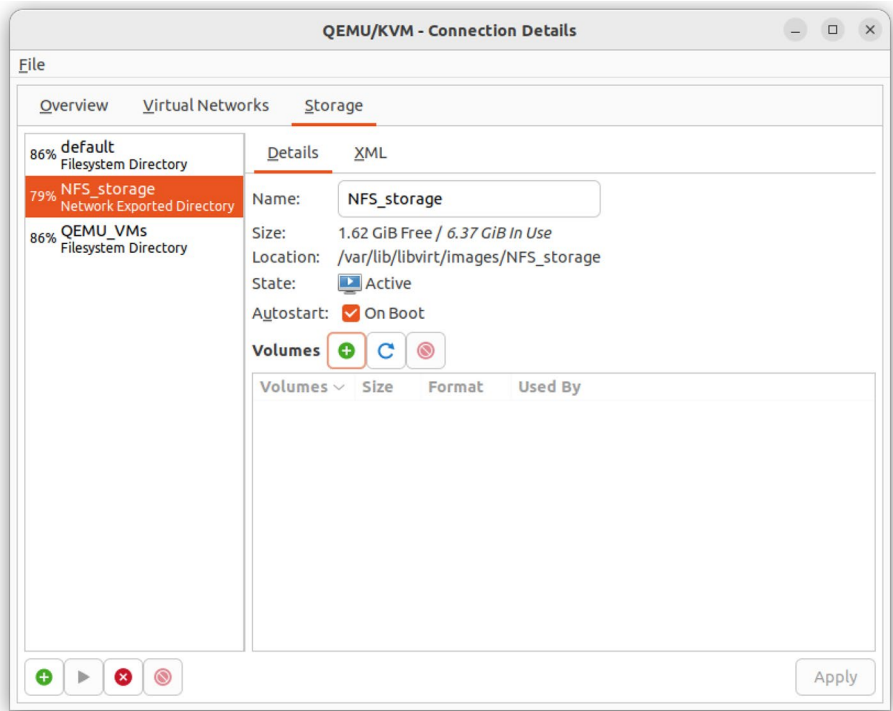 QEMU/KVM - Connection Details
File
Overview Virtual Networks Storage
86% default
Filesystem Directory
79% NFS_storage
Network Exported Directory
86% QEMU_VMs
Filesystem Directory
Details XML
Name: NFS_storage
Size: 1.62 GiB Free / 6.37 GiB In Use
Location: /var/lib/libvirt/images/NFS_storage
State: Active
Autostart: On Boot
Volumes
Volumes Size Format Used By
Apply